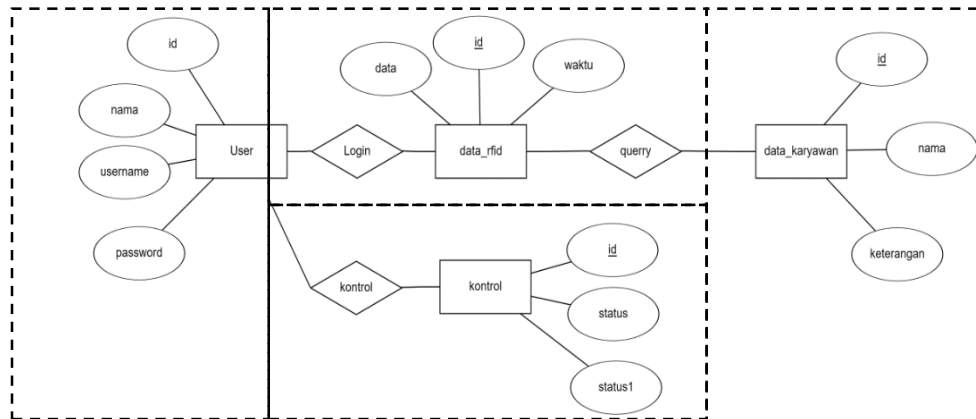 id
nama
username
password
User
Login
data
id
waktu
data_rfid
querry
data_karyawan
id
nama
keterangan
kontrol
kontrol
id
status
status1